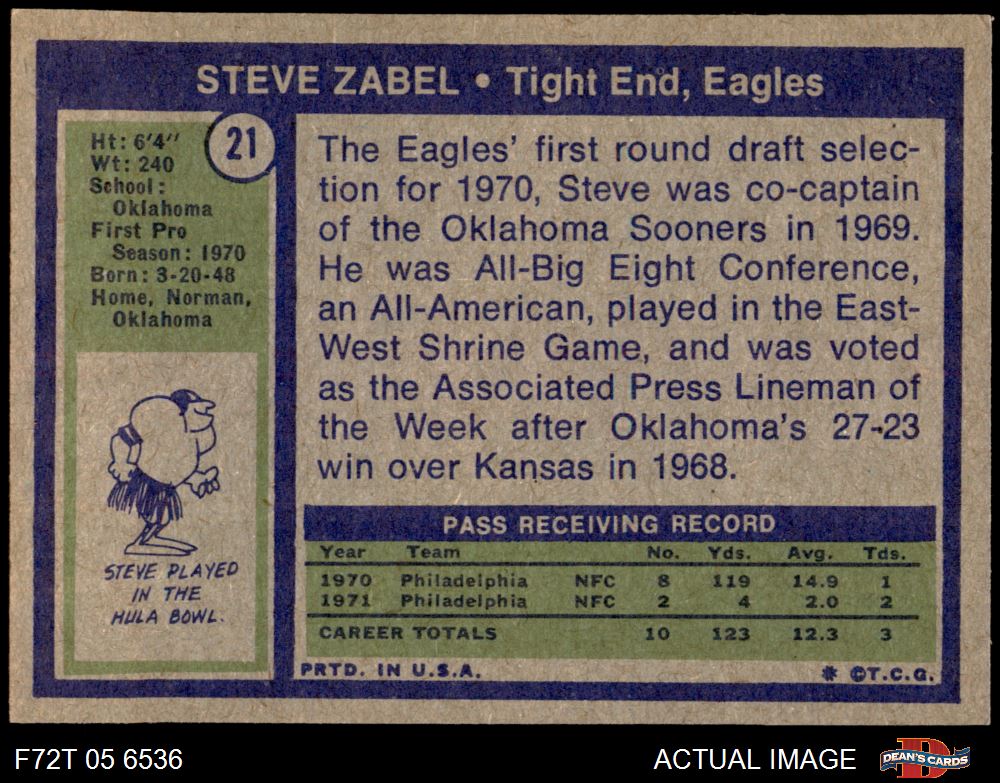 STEVE ZABEL • Tight End, Eagles
21
Ht: 6'4"
Wt: 240
School:
Oklahoma
First Pro
Season: 1970
Born: 3-20-48
Home, Norman,
Oklahoma
STEVE PLAYED
IN THE
HULA BOWL.
The Eagles' first round draft selec-
tion for 1970, Steve was co-captain
of the Oklahoma Sooners in 1969.
He was All-Big Eight Conference,
an All-American, played in the East-
West Shrine Game, and was voted
as the Associated Press Lineman of
the Week after Oklahoma's 27-23
win over Kansas in 1968.
PASS RECEIVING RECORD
Year Team No. Yds. Avg. Tds.
1970 Philadelphia NFC 8 119 14.9 1
1971 Philadelphia NFC 2 4 2.0 2
CAREER TOTALS 10 123 12.3 3
PRTD. IN U.S.A. * ©T.C.G.
F72T 05 6536 ACTUAL IMAGE DEAN'S CARDS